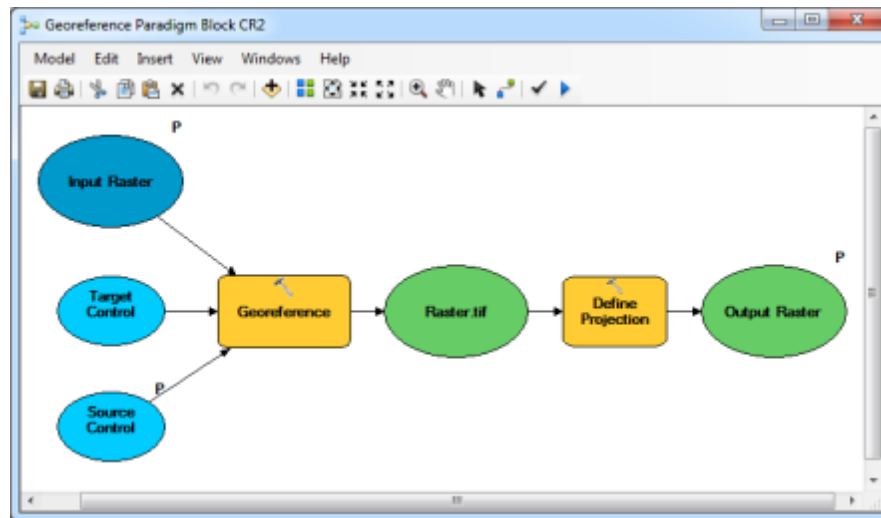 Georeference Paradigm Block CR2
Model Edit Insert View Windows Help
P
Input Raster
Target
Control
Georeference
Raster.tif
Define
Projection
P
Output Raster
P
Source
Control